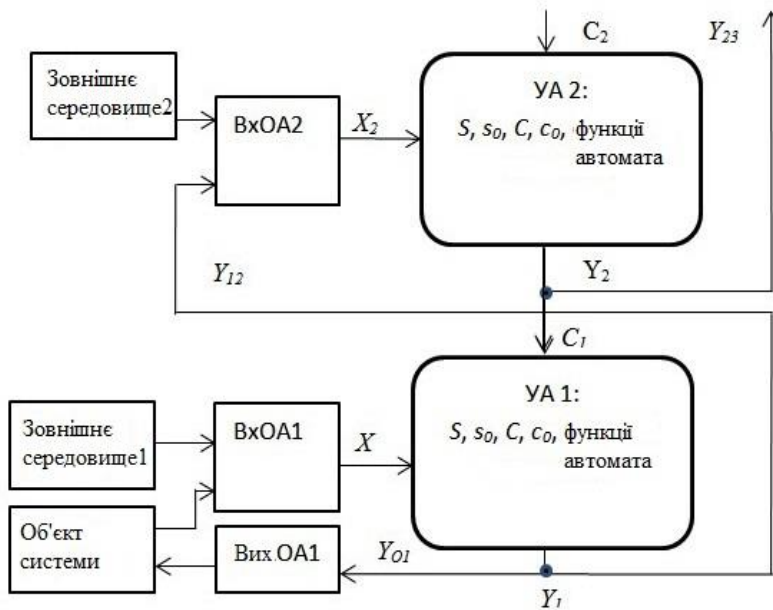 C₂
Y₂₃
Зовнішнє
середовище2
ВхОА2
X₂
УА 2:
S, s₀, C, c₀, функції
автомата
Y₁₂
Y₂
C₁
УА 1:
S, s₀, C, c₀, функції
автомата
Зовнішнє
середовище1
ВхОА1
X
Об'єкт
системи
Вих.ОА1
Y₀₁
Y₁